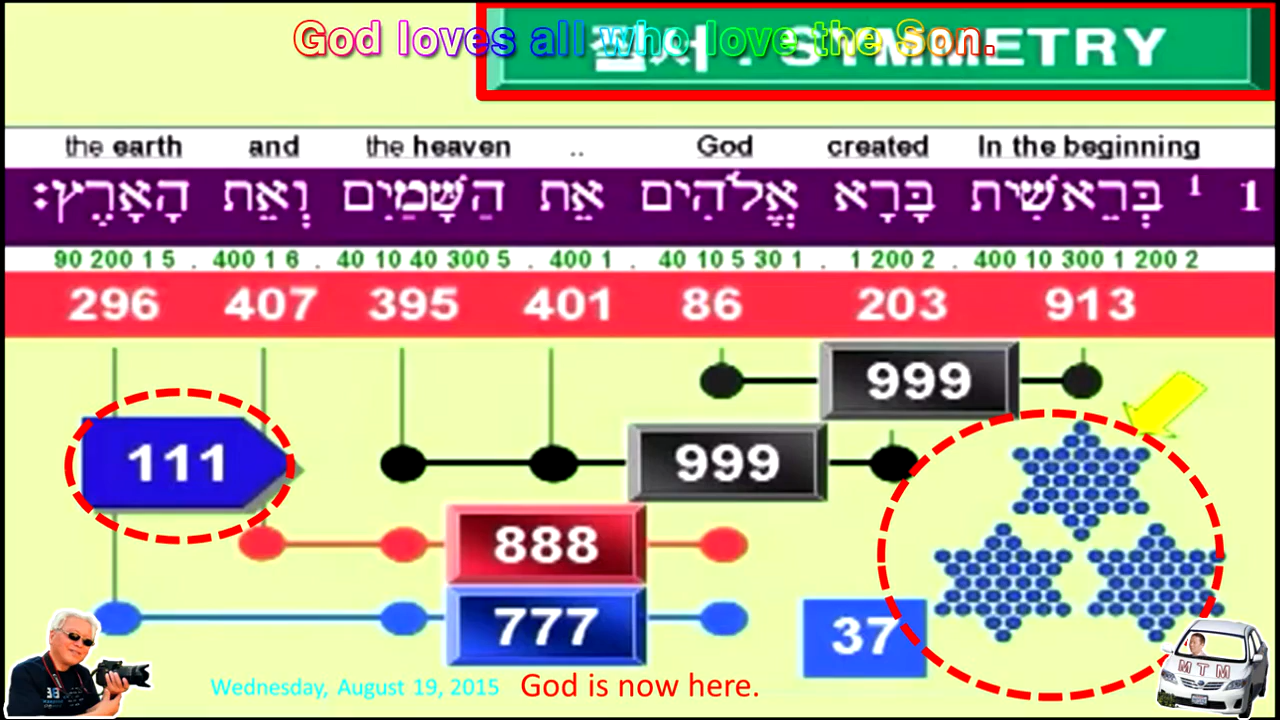 God loves all who love the Son.
SYMMETRY
the earth and the heaven .. God created In the beginning
1 1 בְּרֵאשִׁית בָּרָא אֱלֹהִים אֵת הַשָּׁמַיִם וְאֵת הָאָרֶץ׃
90 200 1 5 . 400 1 6 . 40 10 40 300 5 . 400 1 . 40 10 5 30 1 . 1 200 2 . 400 10 300 1 200 2
296 407 395 401 86 203 913
999
111 999
888
777 37
Wednesday, August 19, 2015 God is now here.
MTM